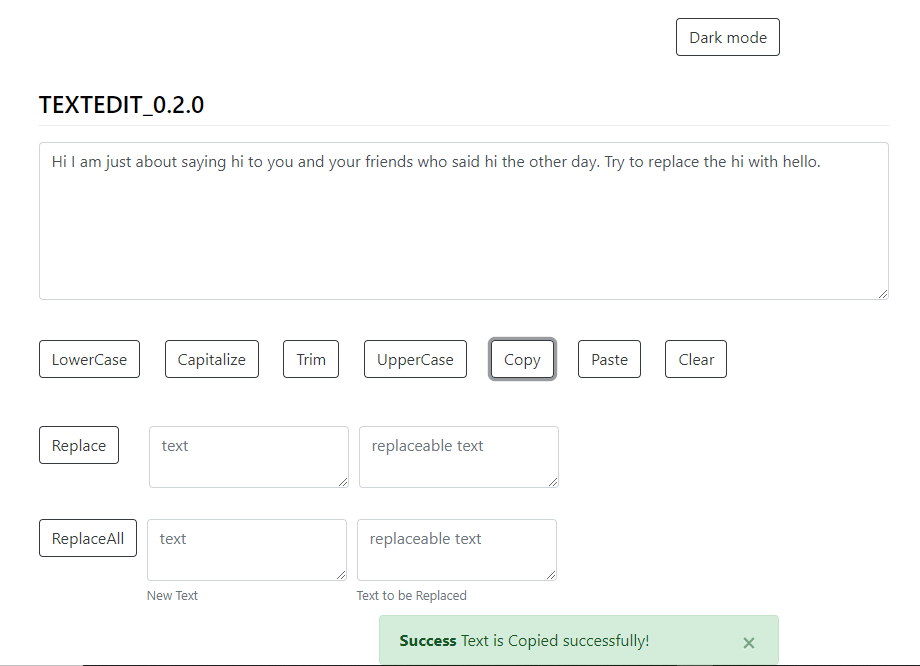 Dark mode
TEXTEDIT_0.2.0
Hi I am just about saying hi to you and your friends who said hi the other day. Try to replace the hi with hello.
LowerCase Capitalize Trim UpperCase Copy Paste Clear
Replace text replaceable text
ReplaceAll text replaceable text
New Text Text to be Replaced
Success Text is Copied successfully! ×